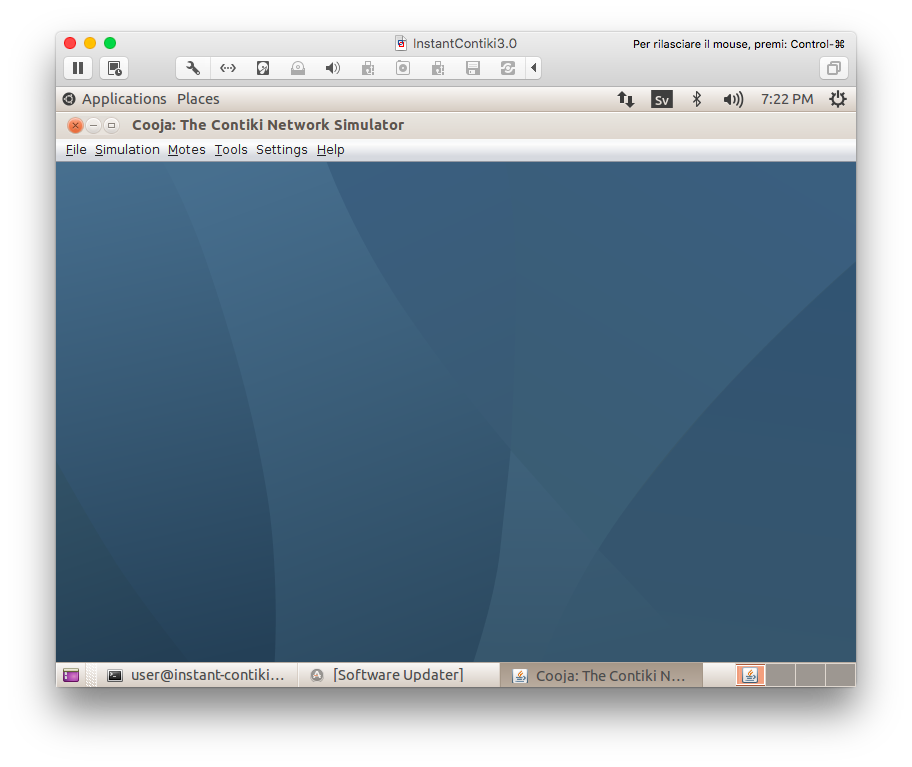 InstantContiki3.0
Per rilasciare il mouse, premi: Control-⌘
Applications Places Sv 7:22 PM
Cooja: The Contiki Network Simulator
File Simulation Motes Tools Settings Help
user@instant-contiki... [Software Updater] Cooja: The Contiki N...